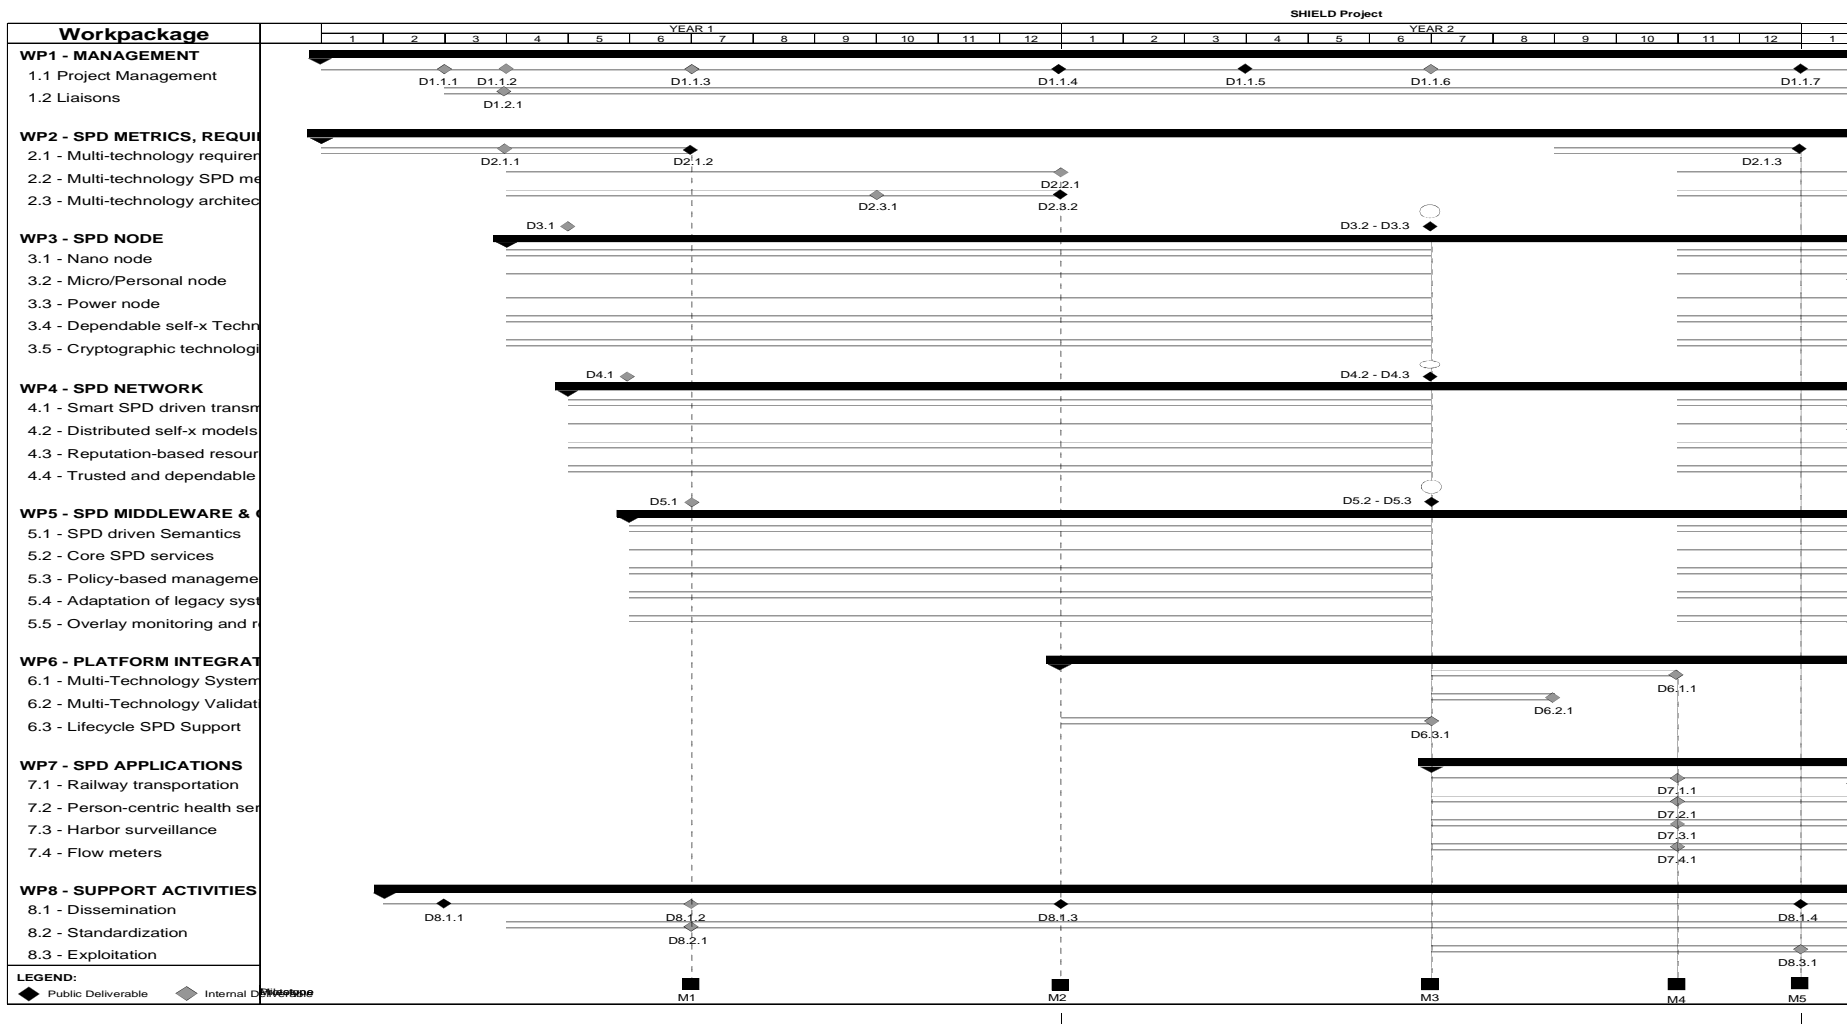 SHIELD Project
Workpackage
YEAR 1
YEAR 2
1 2 3 4 5 6 7 8 9 10 11 12 1 2 3 4 5 6 7 8 9 10 11 12 1
WP1 - MANAGEMENT
1.1 Project Management
D1.1.1 D1.1.2 D1.1.3 D1.1.4 D1.1.5 D1.1.6 D1.1.7
1.2 Liaisons
D1.2.1
WP2 - SPD METRICS, REQUI
2.1 - Multi-technology requirem
D2.1.1 D2.1.2 D2.1.3
2.2 - Multi-technology SPD me
D2.2.1
2.3 - Multi-technology architec
D2.3.1 D2.3.2
D3.1 D3.2 - D3.3
WP3 - SPD NODE
3.1 - Nano node
3.2 - Micro/Personal node
3.3 - Power node
3.4 - Dependable self-x Techn
3.5 - Cryptographic technologi
D4.1 D4.2 - D4.3
WP4 - SPD NETWORK
4.1 - Smart SPD driven transm
4.2 - Distributed self-x models
4.3 - Reputation-based resour
4.4 - Trusted and dependable
D5.1 D5.2 - D5.3
WP5 - SPD MIDDLEWARE &
5.1 - SPD driven Semantics
5.2 - Core SPD services
5.3 - Policy-based manageme
5.4 - Adaptation of legacy syst
5.5 - Overlay monitoring and r
WP6 - PLATFORM INTEGRAT
6.1 - Multi-Technology System
D6.1.1
6.2 - Multi-Technology Validati
D6.2.1
6.3 - Lifecycle SPD Support
D6.3.1
WP7 - SPD APPLICATIONS
7.1 - Railway transportation
D7.1.1
7.2 - Person-centric health ser
D7.2.1
7.3 - Harbor surveillance
D7.3.1
7.4 - Flow meters
D7.4.1
WP8 - SUPPORT ACTIVITIES
8.1 - Dissemination
D8.1.1 D8.1.2 D8.1.3 D8.1.4
8.2 - Standardization
D8.2.1
8.3 - Exploitation
D8.3.1
LEGEND:
Public Deliverable Internal Deliverable
M1 M2 M3 M4 M5